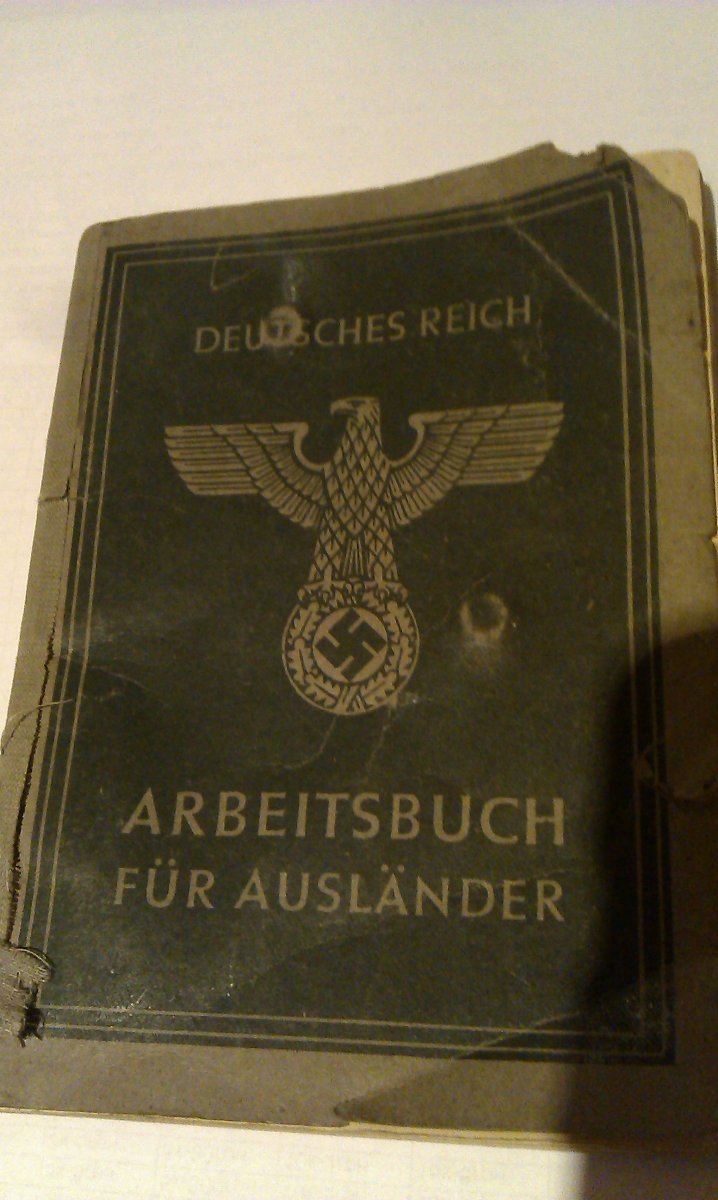 DEUTSCHES REICH
ARBEITSBUCH
FÜR AUSLÄNDER